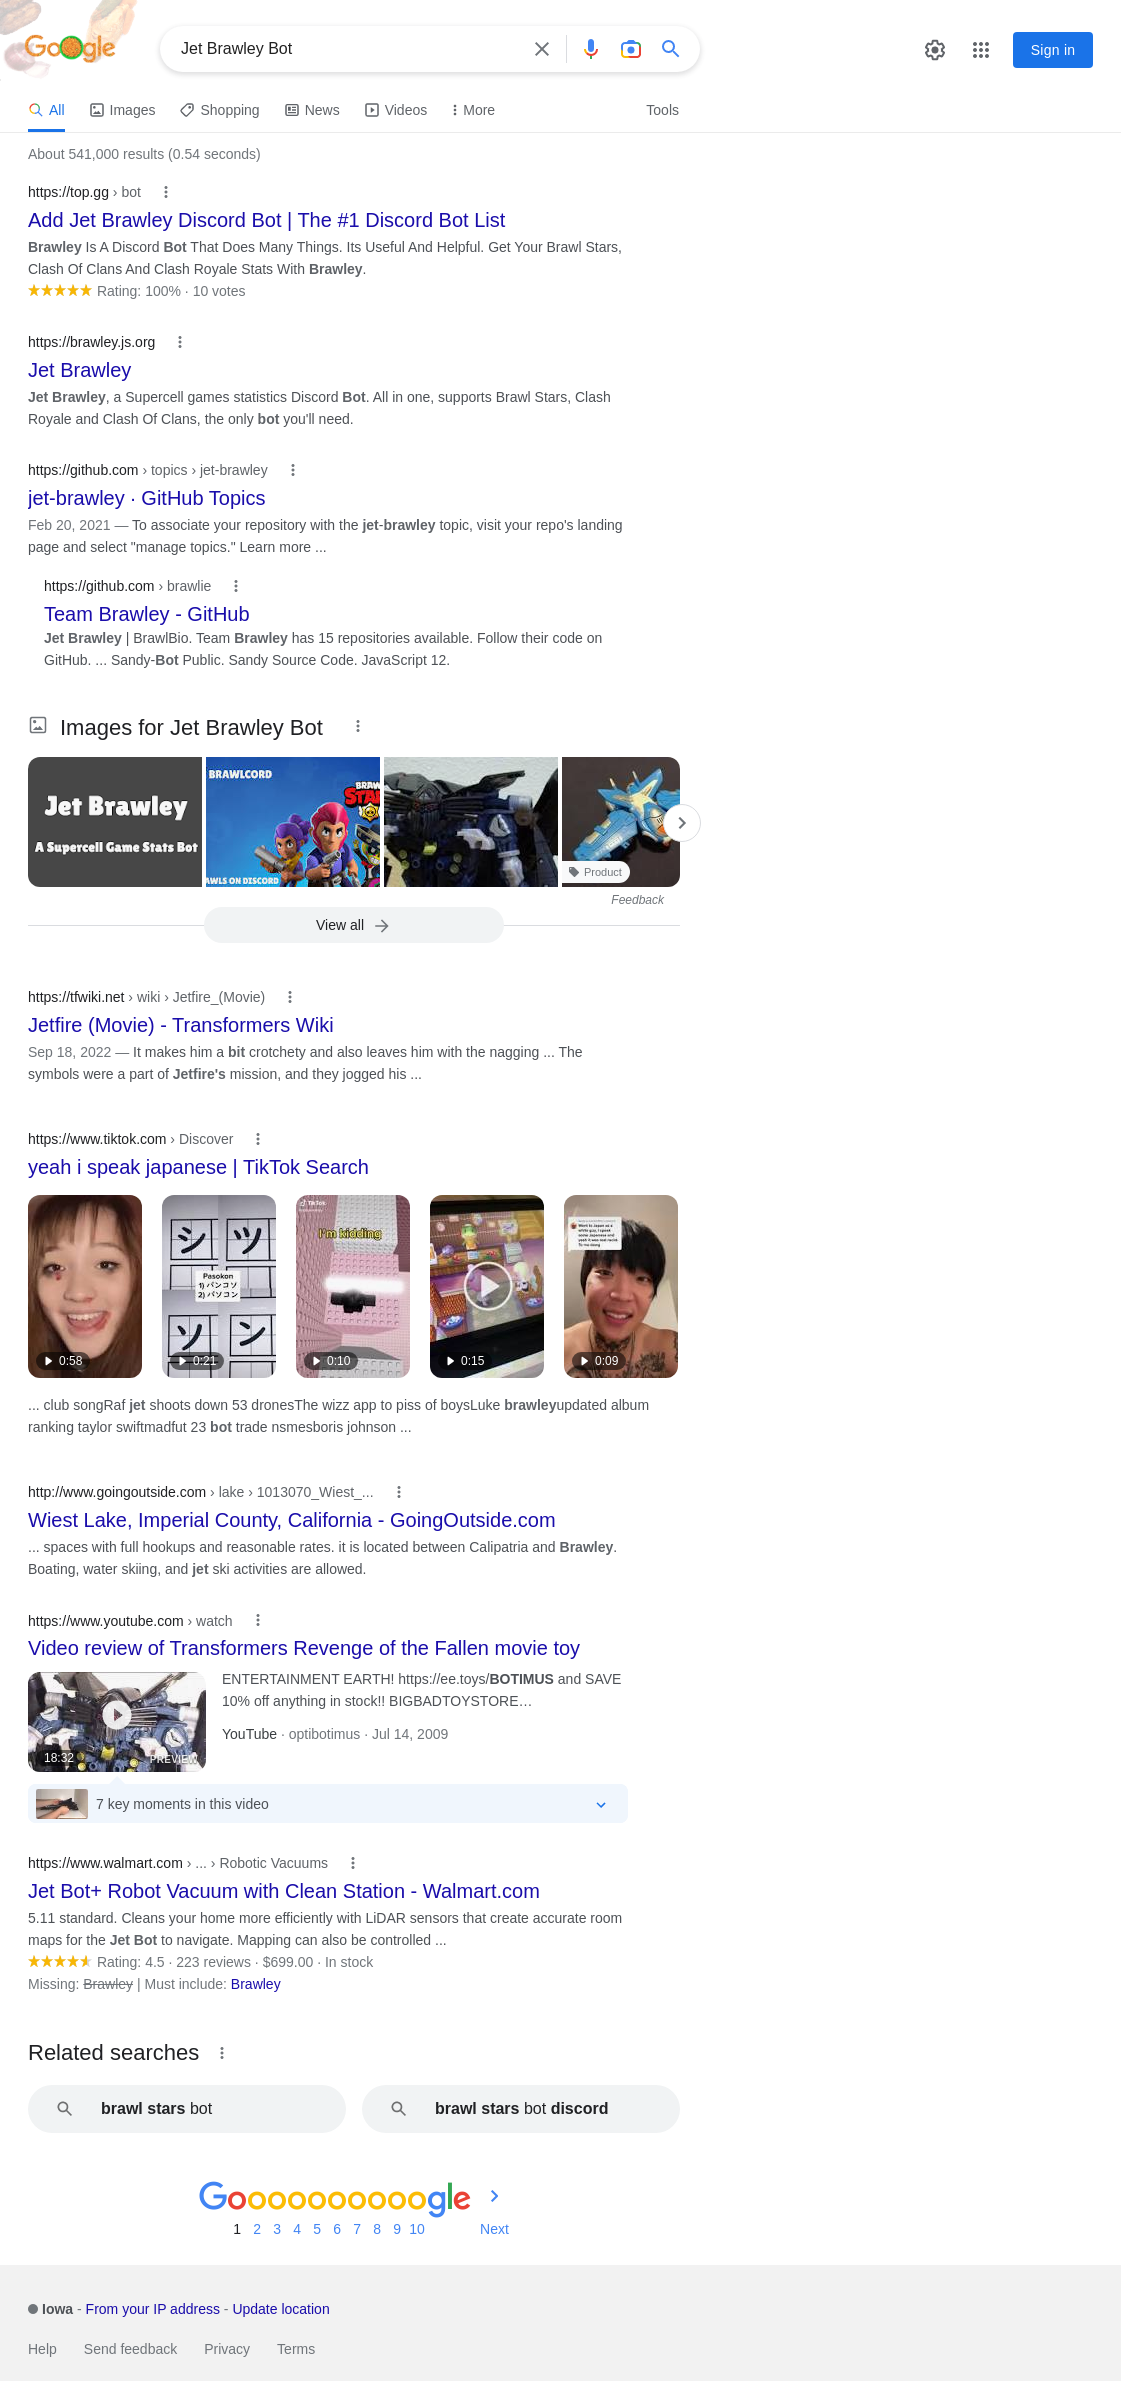 Google
Jet Brawley Bot
Sign in
All
Images
Shopping
News
Videos
More
Tools
About 541,000 results (0.54 seconds)
https://top.gg › bot
Add Jet Brawley Discord Bot | The #1 Discord Bot List
Brawley Is A Discord Bot That Does Many Things. Its Useful And Helpful. Get Your Brawl Stars,
Clash Of Clans And Clash Royale Stats With Brawley.
Rating: 100% · 10 votes
https://brawley.js.org
Jet Brawley
Jet Brawley, a Supercell games statistics Discord Bot. All in one, supports Brawl Stars, Clash
Royale and Clash Of Clans, the only bot you'll need.
https://github.com › topics › jet-brawley
jet-brawley · GitHub Topics
Feb 20, 2021 — To associate your repository with the jet-brawley topic, visit your repo's landing
page and select "manage topics." Learn more ...
https://github.com › brawlie
Team Brawley - GitHub
Jet Brawley | BrawlBio. Team Brawley has 15 repositories available. Follow their code on
GitHub. ... Sandy-Bot Public. Sandy Source Code. JavaScript 12.
Images for Jet Brawley Bot
Jet Brawley
A Supercell Game Stats Bot
BRAWLCORD
BRAW
STA
AWLS ON DISCORD
Product
Feedback
View all
https://tfwiki.net › wiki › Jetfire_(Movie)
Jetfire (Movie) - Transformers Wiki
Sep 18, 2022 — It makes him a bit crotchety and also leaves him with the nagging ... The
symbols were a part of Jetfire's mission, and they jogged his ...
https://www.tiktok.com › Discover
yeah i speak japanese | TikTok Search
シ ツ
Pasokon
1) パンコソ
2) パソコン
ソ ン
TikTok
I'm kidding
0:58
0:21
0:10
0:15
0:09
... club songRaf jet shoots down 53 dronesThe wizz app to piss of boysLuke brawleyupdated album
ranking taylor swiftmadfut 23 bot trade nsmesboris johnson ...
http://www.goingoutside.com › lake › 1013070_Wiest_...
Wiest Lake, Imperial County, California - GoingOutside.com
... spaces with full hookups and reasonable rates. it is located between Calipatria and Brawley.
Boating, water skiing, and jet ski activities are allowed.
https://www.youtube.com › watch
Video review of Transformers Revenge of the Fallen movie toy
18:32
PREVIEW
ENTERTAINMENT EARTH! https://ee.toys/BOTIMUS and SAVE
10% off anything in stock!! BIGBADTOYSTORE…
YouTube · optibotimus · Jul 14, 2009
7 key moments in this video
https://www.walmart.com › ... › Robotic Vacuums
Jet Bot+ Robot Vacuum with Clean Station - Walmart.com
5.11 standard. Cleans your home more efficiently with LiDAR sensors that create accurate room
maps for the Jet Bot to navigate. Mapping can also be controlled ...
Rating: 4.5 · 223 reviews · $699.00 · In stock
Missing: Brawley | Must include: Brawley
Related searches
brawl stars bot
brawl stars bot discord
Goooooooooogle
1 2 3 4 5 6 7 8 9 10 Next
Iowa - From your IP address - Update location
Help
Send feedback
Privacy
Terms